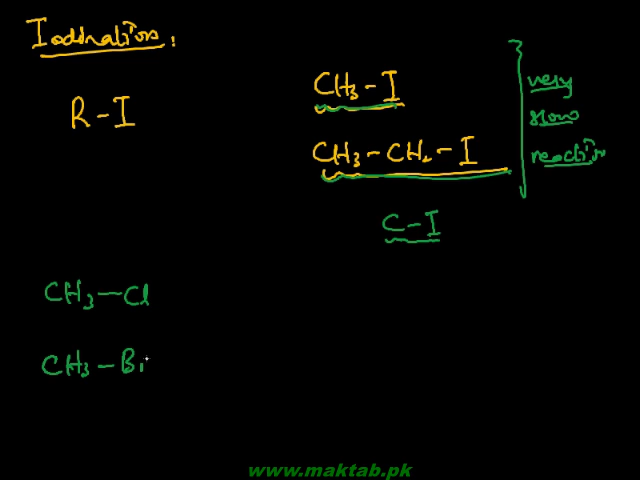 Iodination:
R-I
CH3-I
CH3-CH2-I
very
slow
reaction
C-I
CH3-Cl
CH3-Br
www.maktab.pk